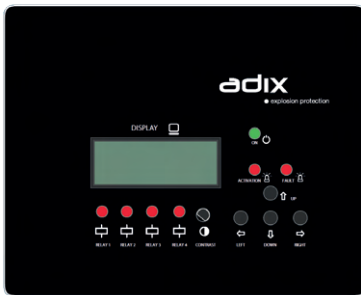 adix
explosion protection
DISPLAY
ON
ACTIVATION
FAULT
UP
RELAY 1
RELAY 2
RELAY 3
RELAY 4
CONTRAST
LEFT
DOWN
RIGHT